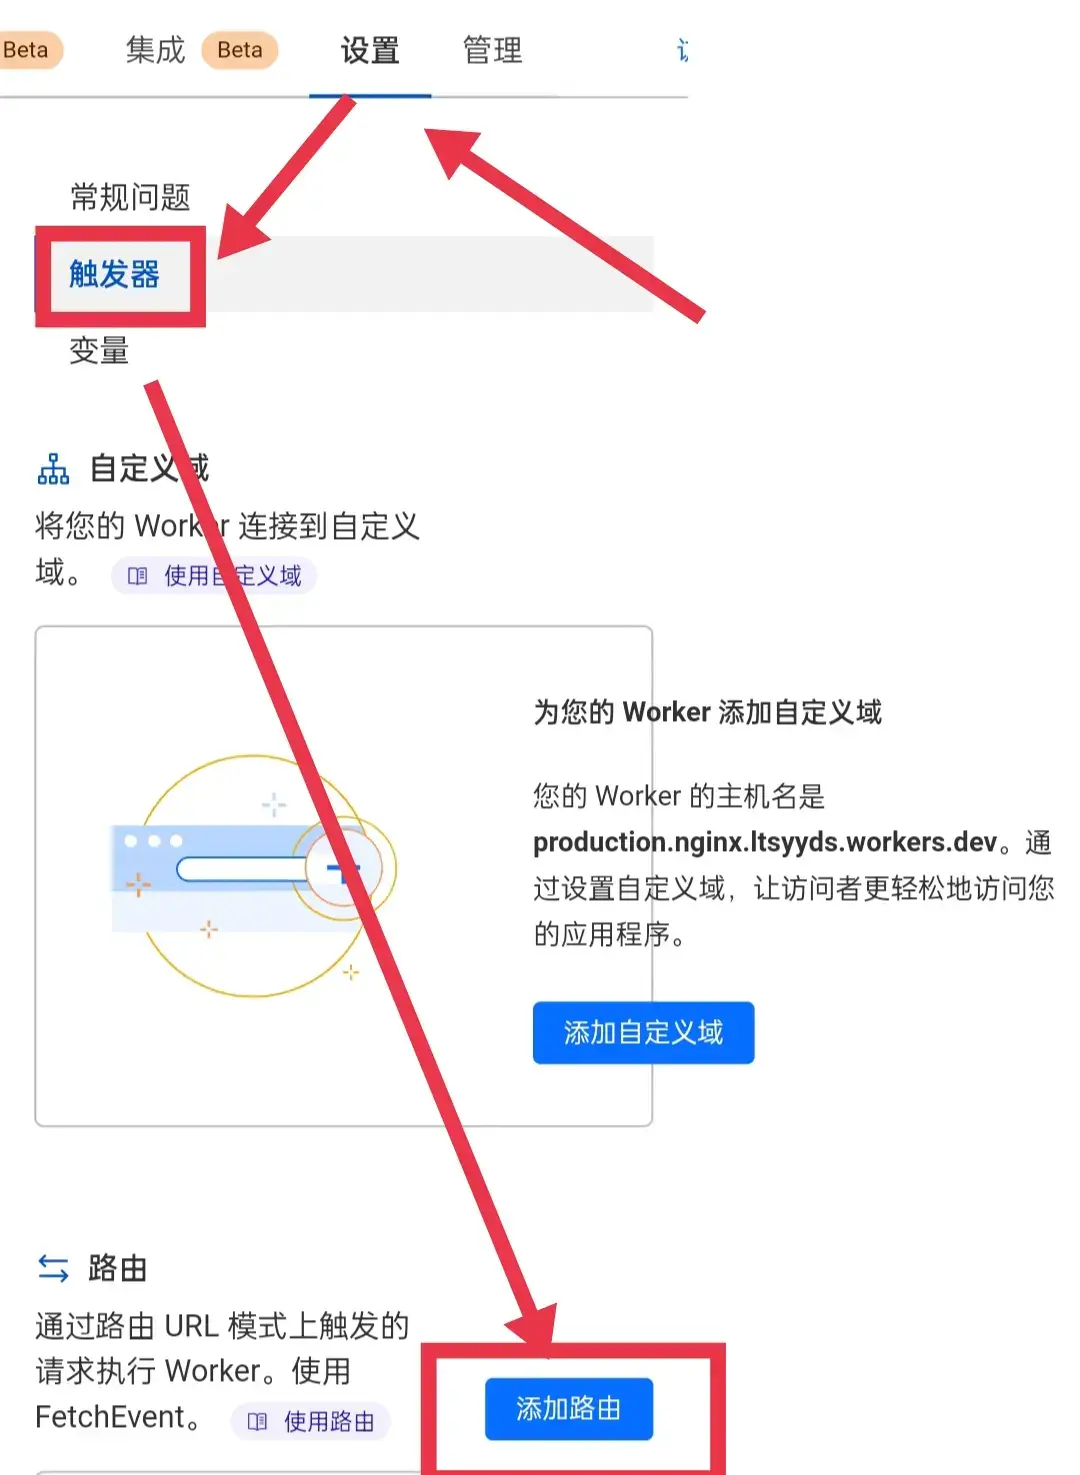 Beta 集成 Beta 设置 管理
常规问题
触发器
变量
自定义域
将您的 Worker 连接到自定义
域。 使用自定义域
为您的 Worker 添加自定义域
您的 Worker 的主机名是
production.nginx.ltsyyds.workers.dev。通
过设置自定义域，让访问者更轻松地访问您
的应用程序。
添加自定义域
路由
通过路由 URL 模式上触发的
请求执行 Worker。使用
FetchEvent。 使用路由
添加路由